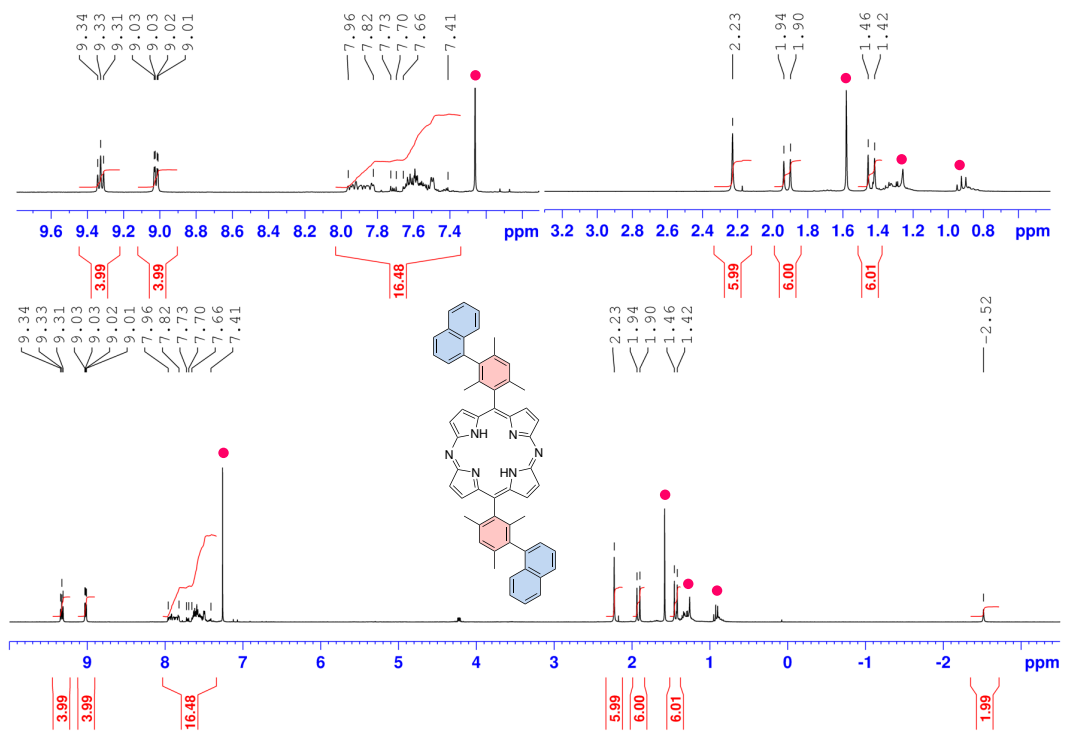 9.34 9.33 9.31 9.03 9.03 9.02 9.01 7.96 7.82 7.73 7.70 7.66 7.41 2.23 1.94 1.90 1.46 1.42
9.6 9.4 9.2 9.0 8.8 8.6 8.4 8.2 8.0 7.8 7.6 7.4 ppm 3.2 3.0 2.8 2.6 2.4 2.2 2.0 1.8 1.6 1.4 1.2 1.0 0.8 ppm
3.99 3.99 16.48 5.99 6.00 6.01
9.34 9.33 9.31 9.03 9.03 9.02 9.01 7.96 7.82 7.73 7.70 7.66 7.41 2.23 1.94 1.90 1.46 1.42 -2.52
NH N
N N
N HN
9 8 7 6 5 4 3 2 1 0 -1 -2 ppm
3.99 3.99 16.48 5.99 6.00 6.01 1.99